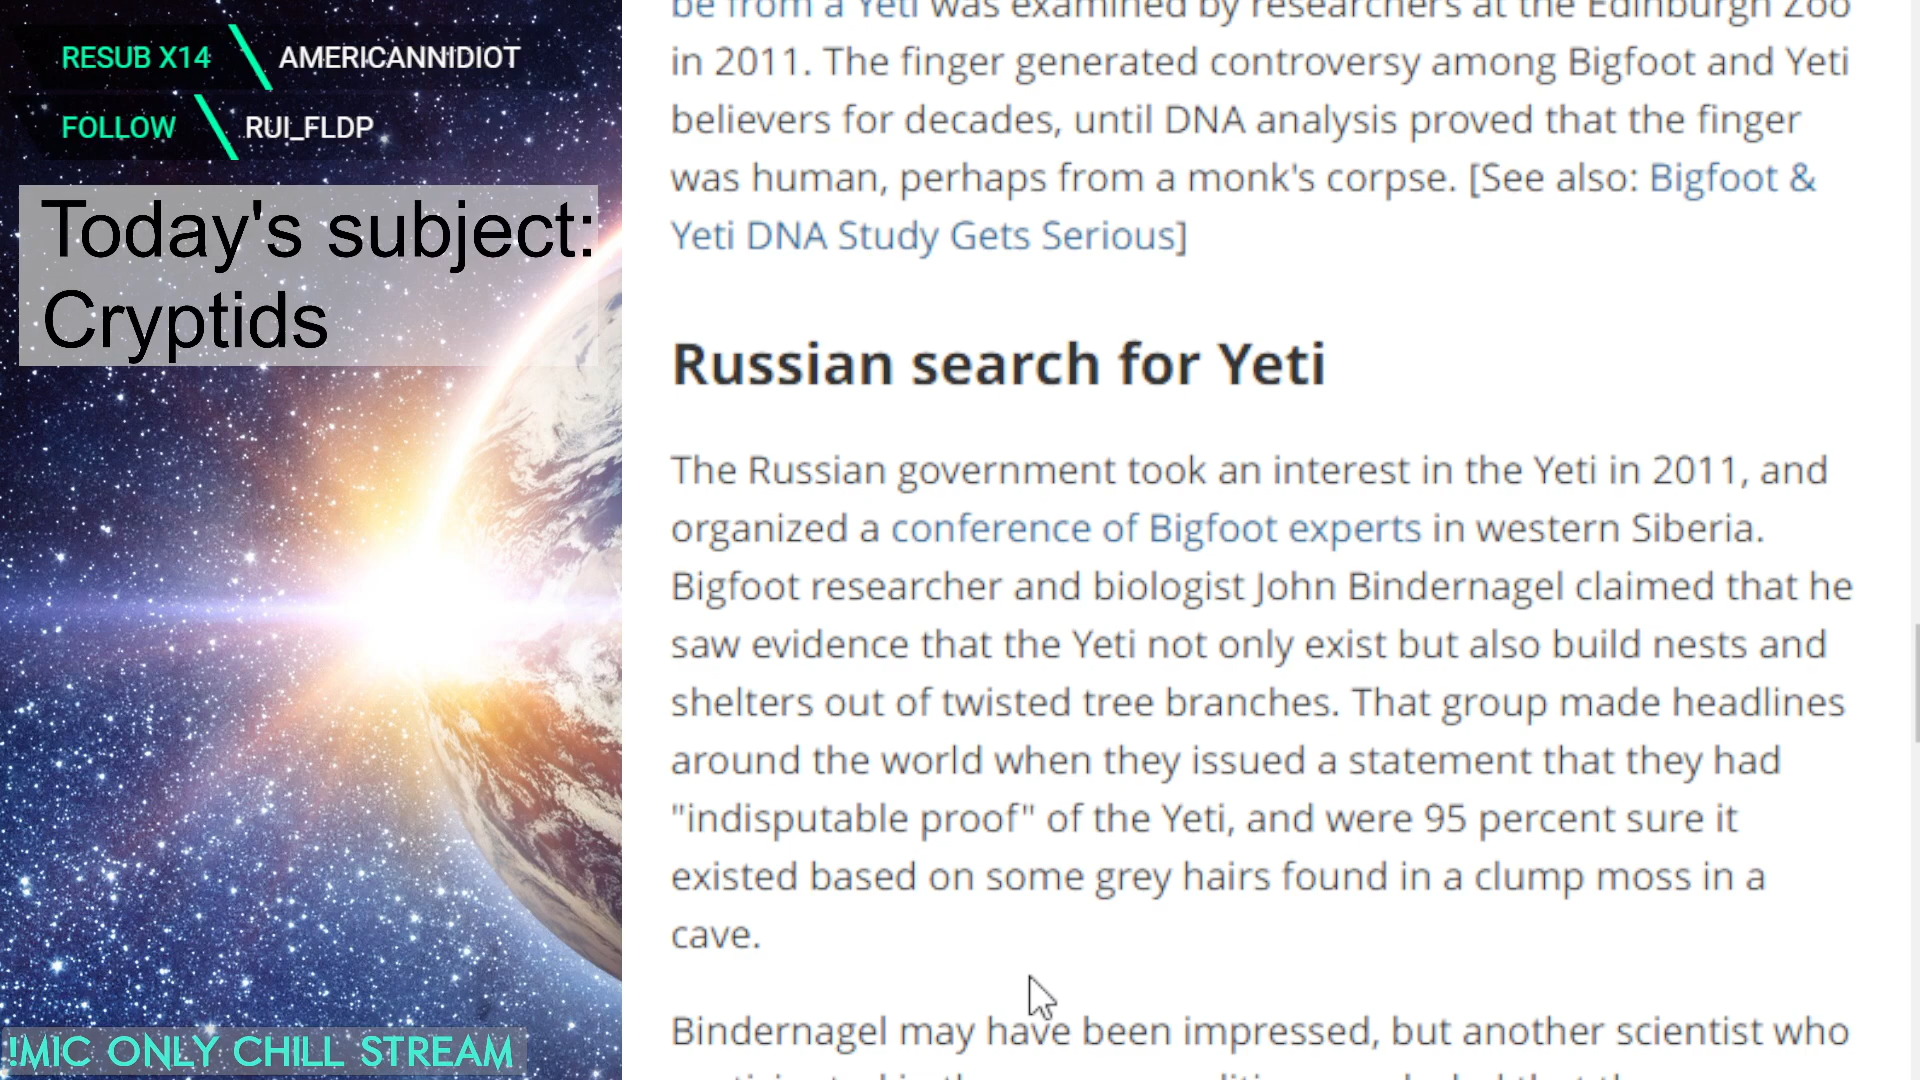 RESUB X14 AMERICANNIDIOT
FOLLOW RUI_FLDP
Today's subject:
Cryptids
!MIC ONLY CHILL STREAM
be from a Yeti was examined by researchers at the Edinburgh Zoo
in 2011. The finger generated controversy among Bigfoot and Yeti
believers for decades, until DNA analysis proved that the finger
was human, perhaps from a monk's corpse. [See also: Bigfoot &
Yeti DNA Study Gets Serious]
Russian search for Yeti
The Russian government took an interest in the Yeti in 2011, and
organized a conference of Bigfoot experts in western Siberia.
Bigfoot researcher and biologist John Bindernagel claimed that he
saw evidence that the Yeti not only exist but also build nests and
shelters out of twisted tree branches. That group made headlines
around the world when they issued a statement that they had
"indisputable proof" of the Yeti, and were 95 percent sure it
existed based on some grey hairs found in a clump moss in a
cave.
Bindernagel may have been impressed, but another scientist who